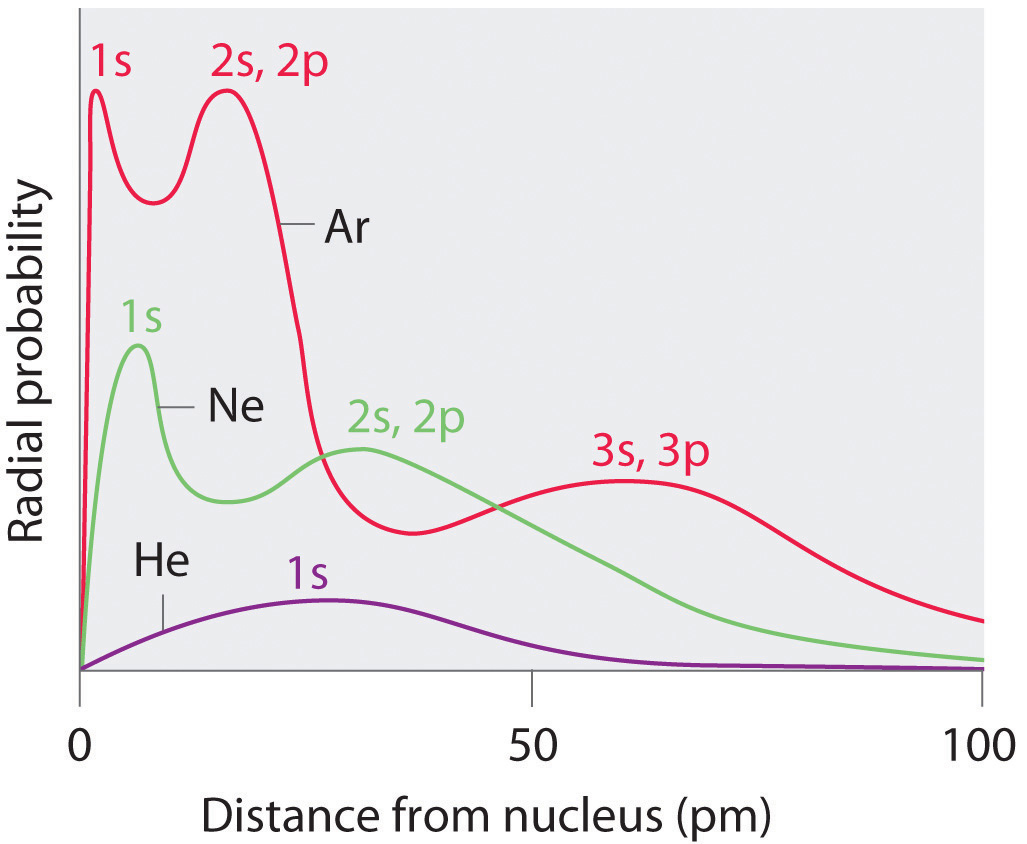 1s
2s, 2p
Ar
1s
Ne
2s, 2p
3s, 3p
He
1s
Radial probability
0
50
100
Distance from nucleus (pm)